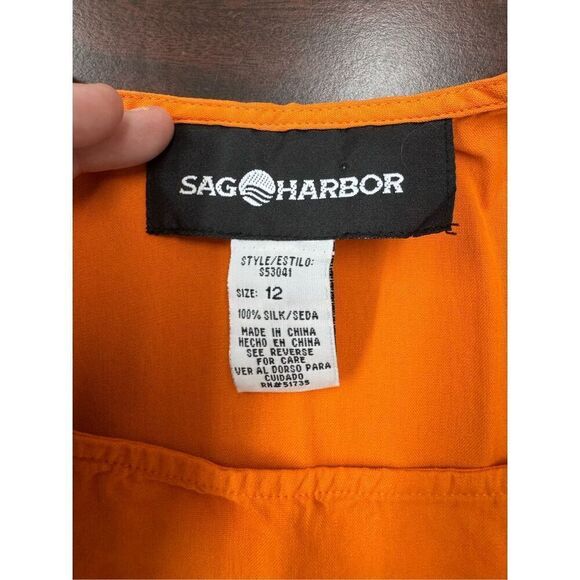 SAG HARBOR
STYLE/ESTILO:
S53041
SIZE: 12
100% SILK/SEDA
MADE IN CHINA
HECHO EN CHINA
SEE REVERSE
FOR CARE
VER AL DORSO PARA
CUIDADO
RN#51735